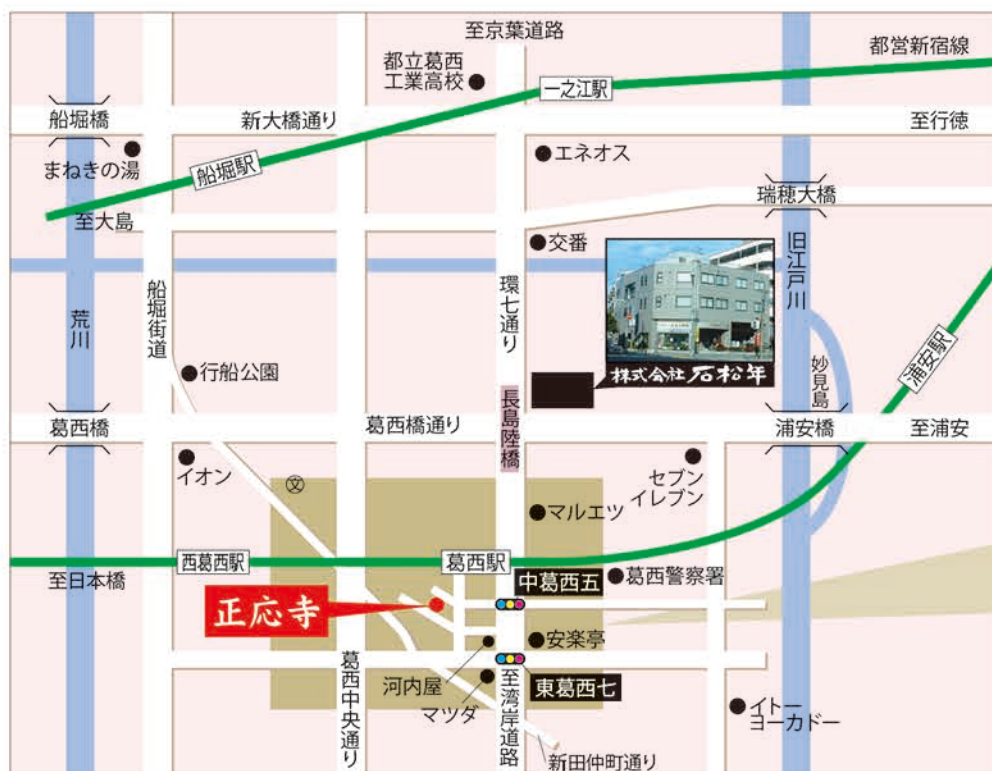 至京葉道路
都営新宿線
都立葛西
工業高校
一之江駅
船堀橋
新大橋通り
至行徳
まねきの湯
船堀駅
エネオス
瑞穂大橋
至大島
交番
旧江戸川
船堀街道
環七通り
荒川
浦安駅
行船公園
株式会社 石松年
妙見島
長島陸橋
葛西橋
葛西橋通り
浦安橋
至浦安
イオン
文
セブン
イレブン
マルエツ
西葛西駅
葛西駅
至日本橋
中葛西五
葛西警察署
正応寺
安楽亭
葛西中央通り
河内屋
東葛西七
マツダ
至湾岸道路
イトー
ヨーカドー
新田仲町通り